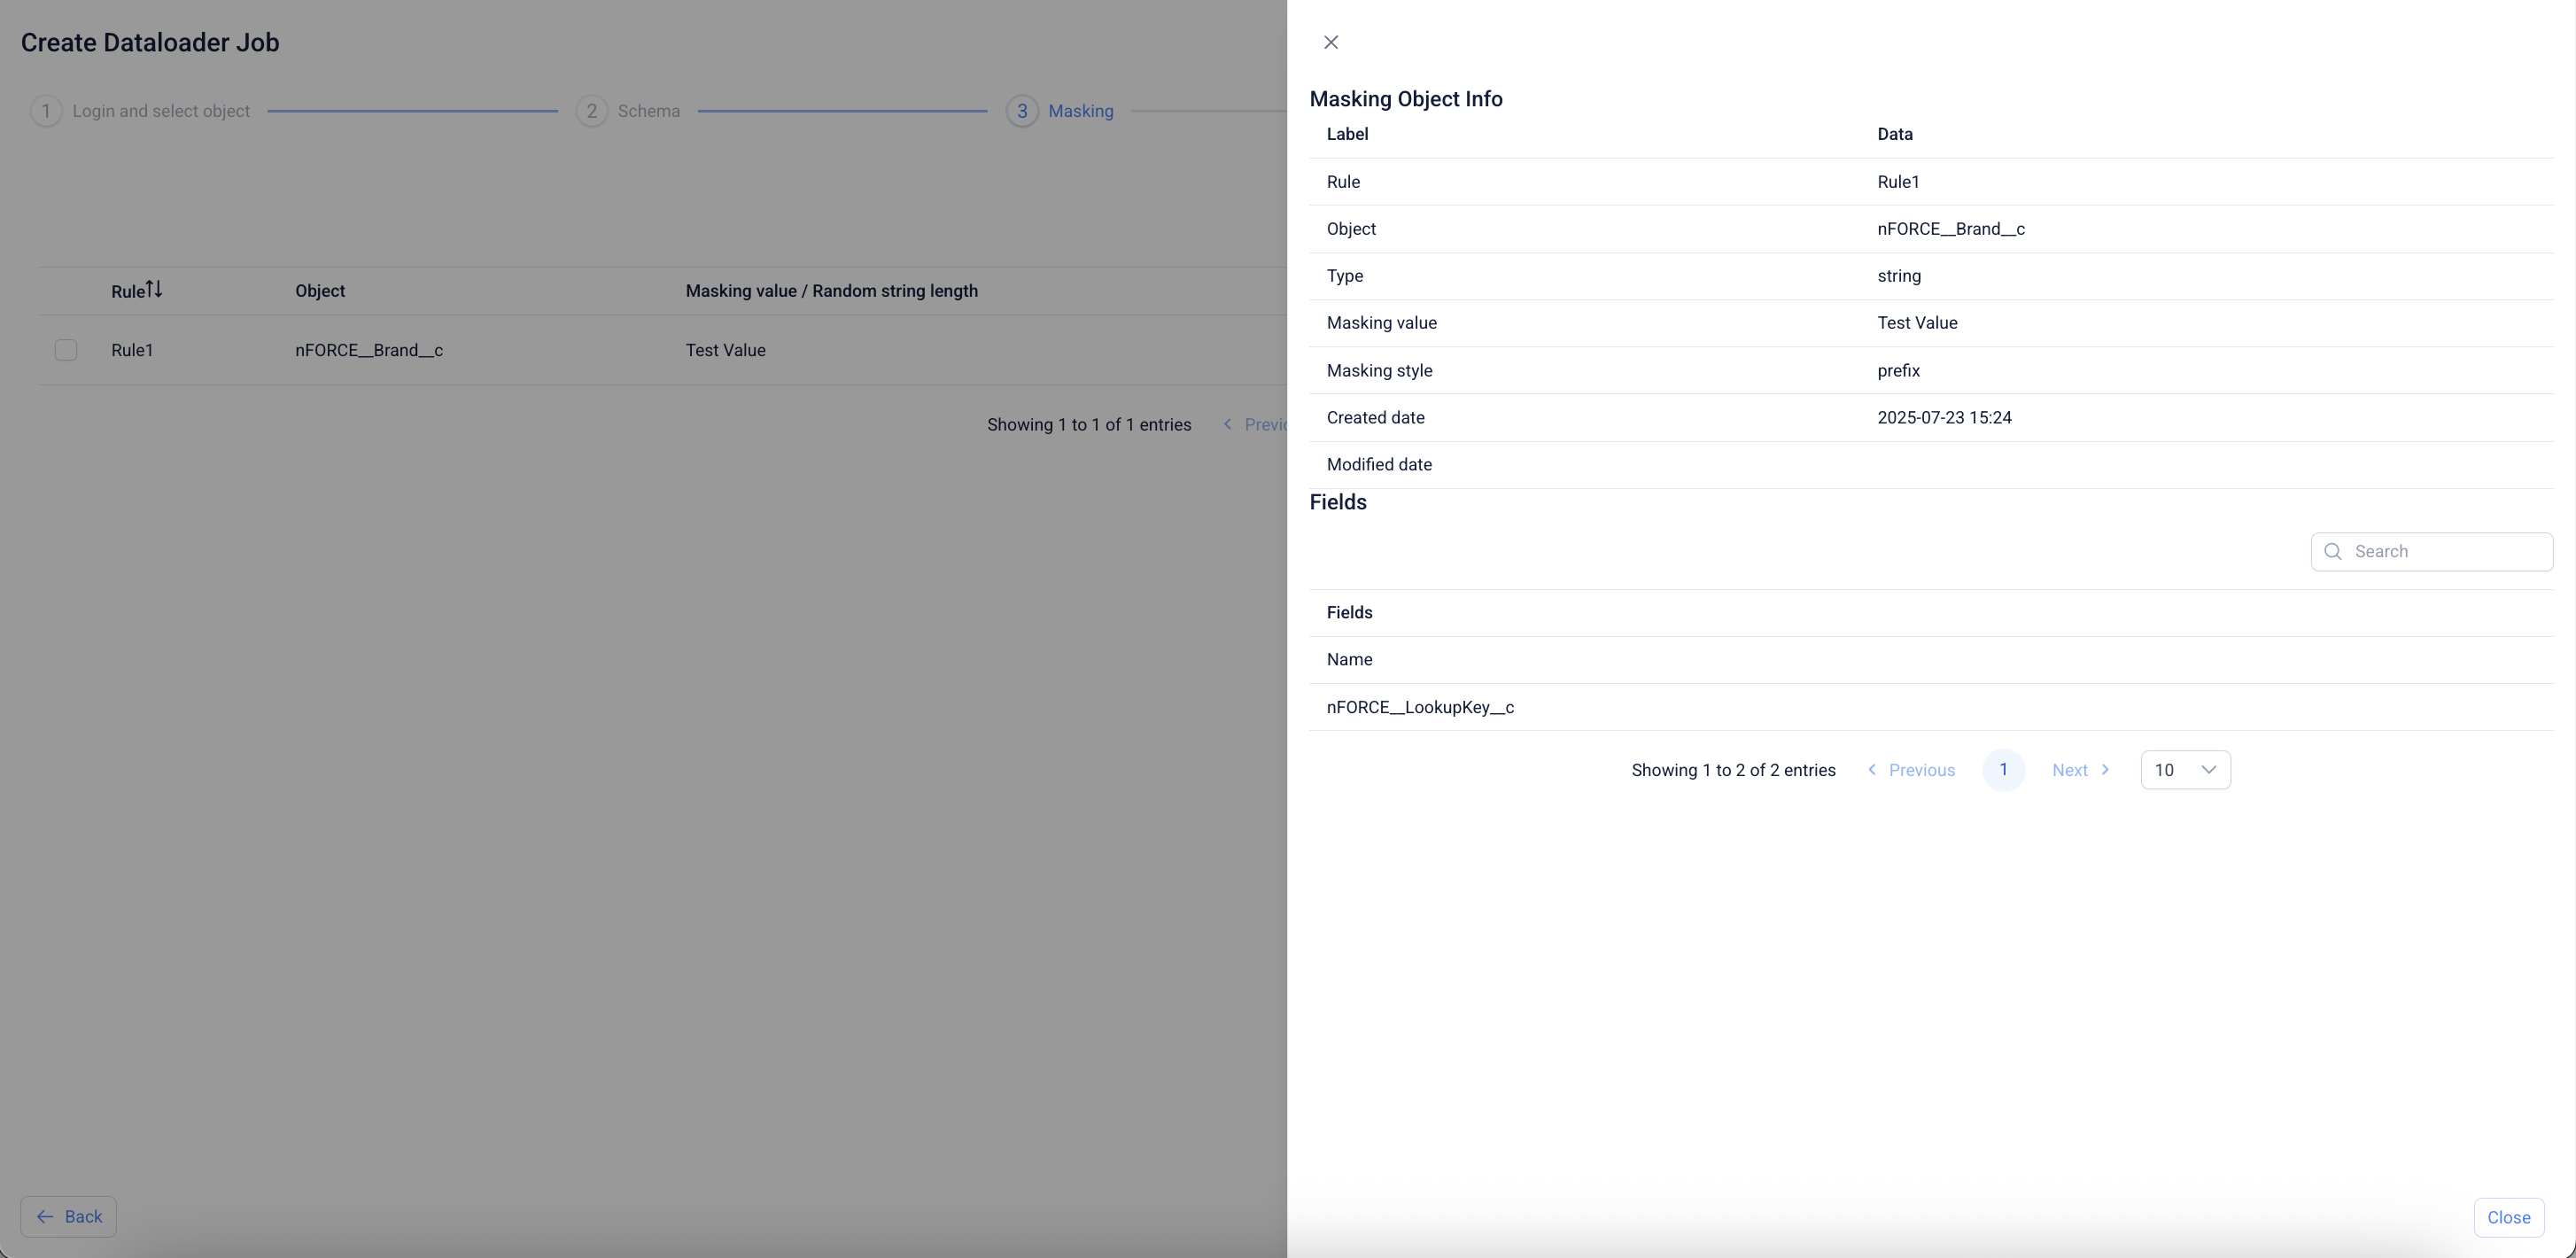 Create Dataloader Job
1 Login and select object 2 Schema 3 Masking
Rule Object Masking value / Random string length
Rule1 nFORCE__Brand__c Test Value
Showing 1 to 1 of 1 entries Previo
Back
Masking Object Info
Label Data
Rule Rule1
Object nFORCE__Brand__c
Type string
Masking value Test Value
Masking style prefix
Created date 2025-07-23 15:24
Modified date
Fields
Search
Fields
Name
nFORCE__LookupKey__c
Showing 1 to 2 of 2 entries Previous 1 Next 10
Close